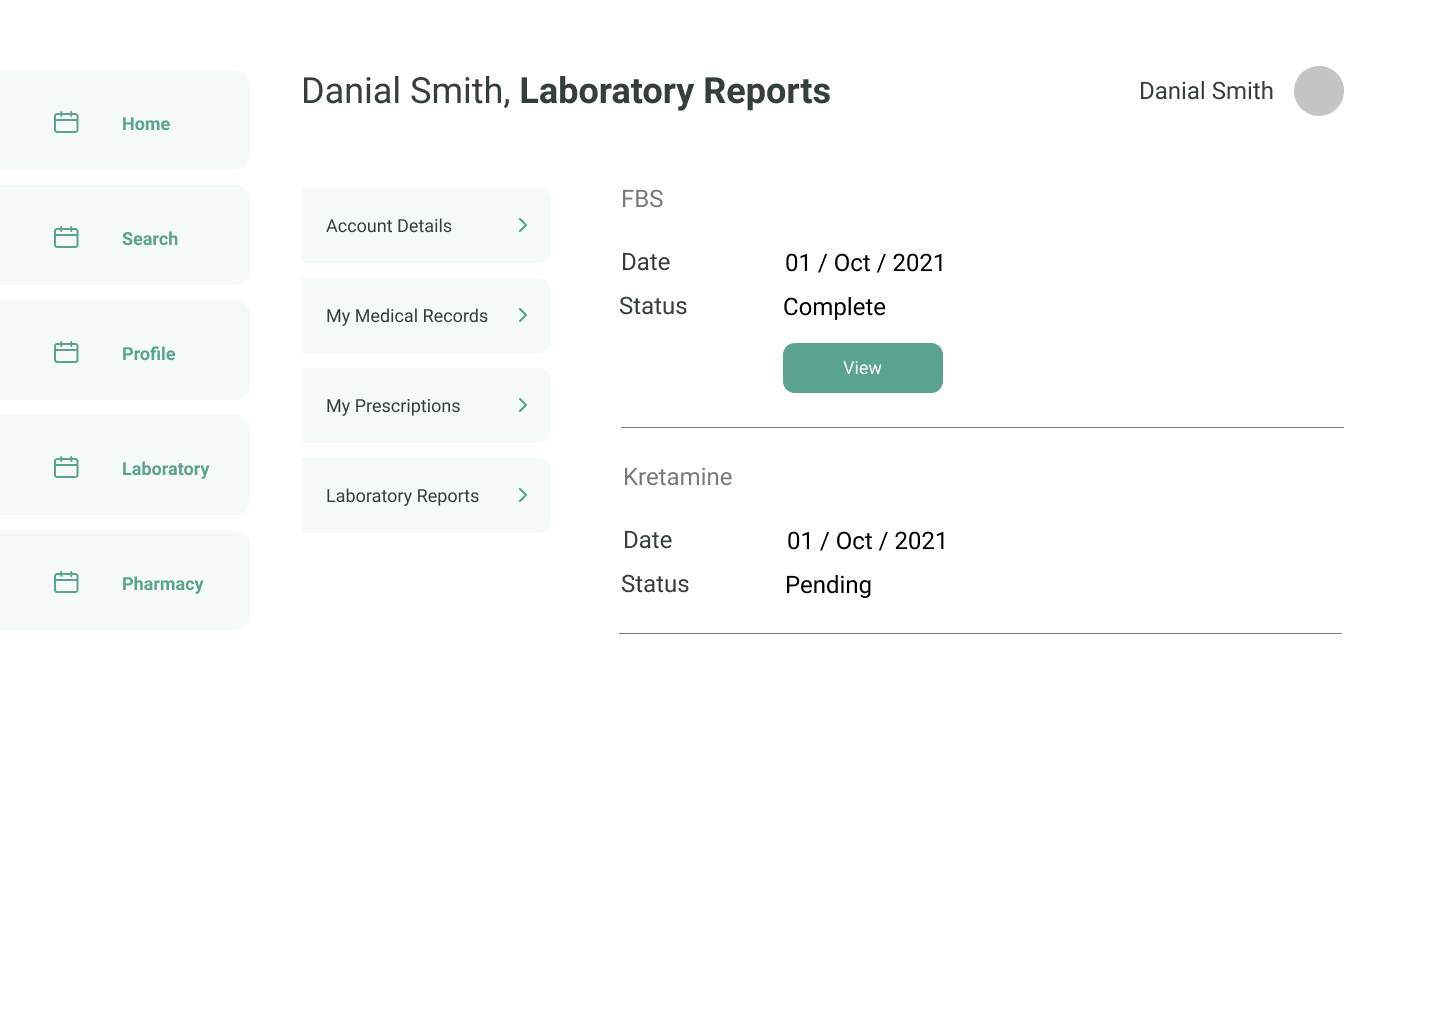 Danial Smith, Laboratory Reports
Danial Smith
Home
Search
Profile
Laboratory
Pharmacy
Account Details
My Medical Records
My Prescriptions
Laboratory Reports
FBS
Date 01 / Oct / 2021
Status Complete
View
Kretamine
Date 01 / Oct / 2021
Status Pending